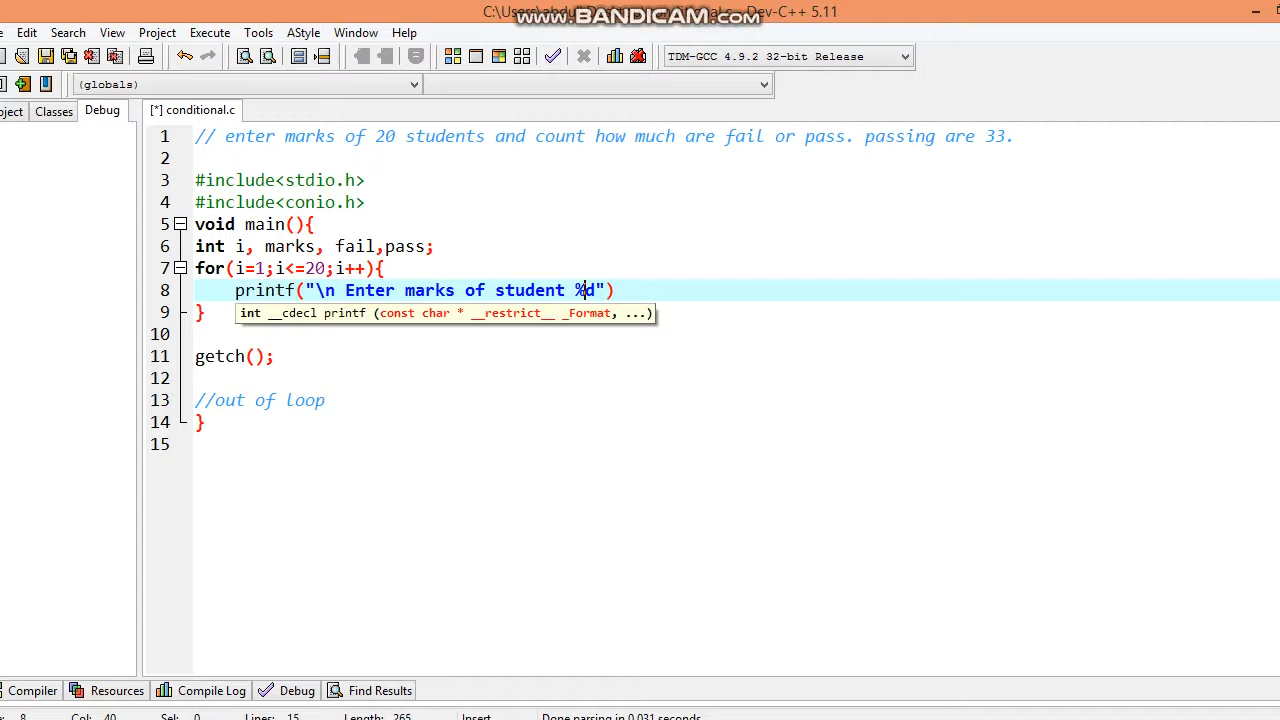 C:\Users\abdul
www.BANDICAM.com
- Dev-C++ 5.11
Edit Search View Project Execute Tools AStyle Window Help
TDM-GCC 4.9.2 32-bit Release
(globals)
oject Classes Debug [*] conditional.c
1 // enter marks of 20 students and count how much are fail or pass. passing are 33.
2
3 #include<stdio.h>
4 #include<conio.h>
5 void main(){
6 int i, marks, fail,pass;
7 for(i=1;i<=20;i++){
8 printf("\n Enter marks of student %d")
9 }
int __cdecl printf (const char * __restrict__ _Format, ...)
10
11 getch();
12
13 //out of loop
14 }
15
Compiler Resources Compile Log Debug Find Results
8 Col: 40 Sel: 0 Lines: 15 Length: 265 Insert Done parsing in 0.031 seconds